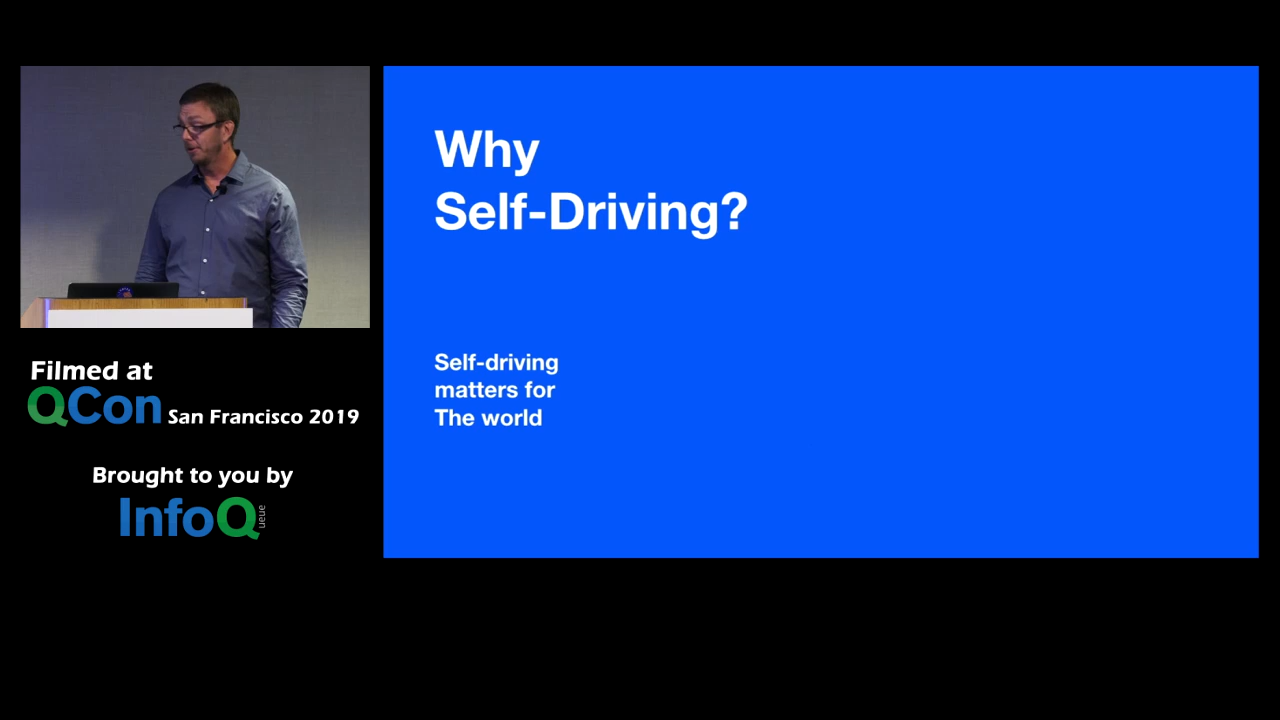 Why
Self-Driving?
Self-driving
matters for
The world
Filmed at
QCon San Francisco 2019
Brought to you by
InfoQ
ueue